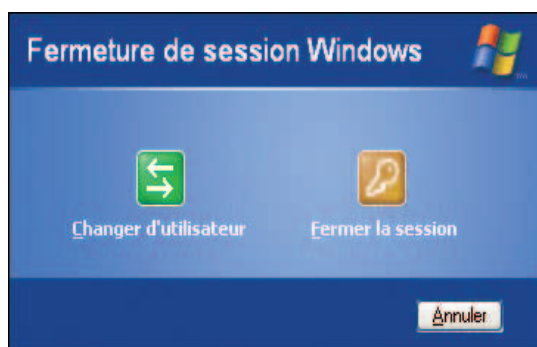 Fermeture de session Windows
Changer d'utilisateur
Fermer la session
Annuler